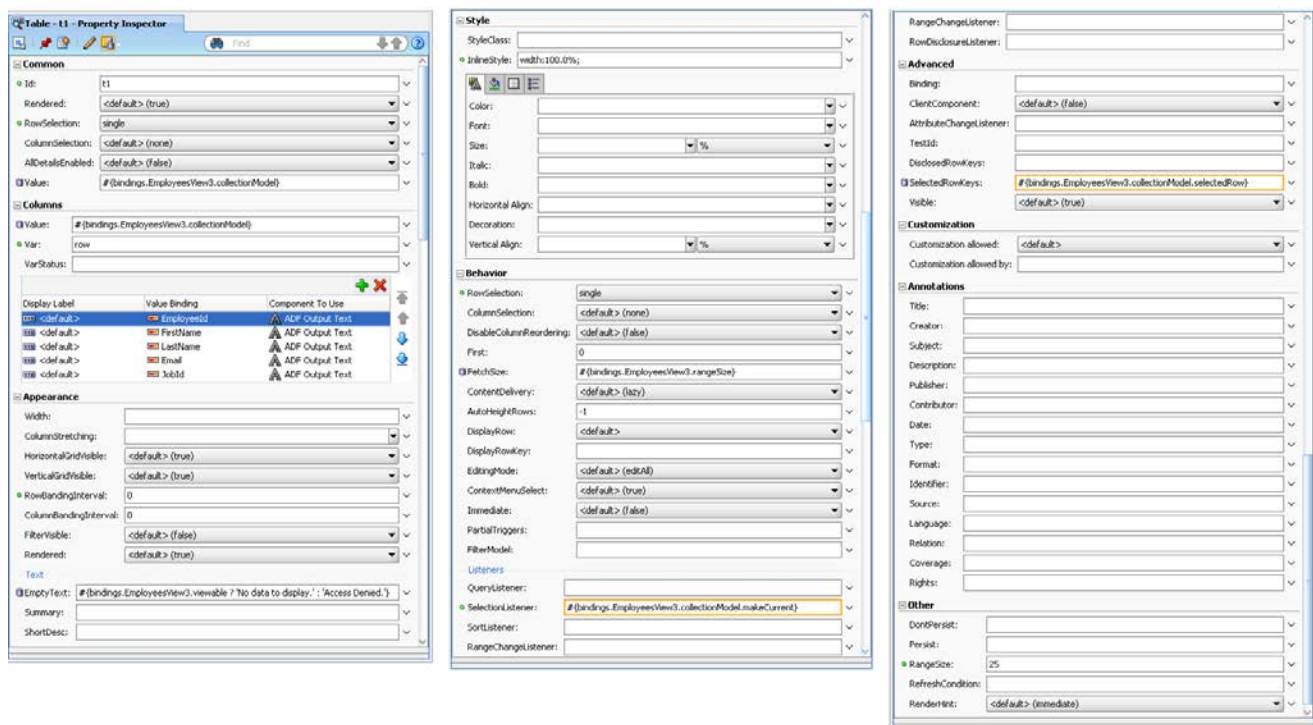 Table - t1 - Property Inspector
Find
Common
Id: t1
Rendered: <default> (true)
RowSelection: single
ColumnSelection: <default> (none)
AllDetailsEnabled: <default> (false)
Value: #{bindings.EmployeesView3.collectionModel}
Columns
Value: #{bindings.EmployeesView3.collectionModel}
Var: row
VarStatus:
Display Label Value Binding Component To Use
<default> EmployeeId ADF Output Text
<default> FirstName ADF Output Text
<default> LastName ADF Output Text
<default> Email ADF Output Text
<default> JobId ADF Output Text
Appearance
Width:
ColumnStretching:
HorizontalGridVisible: <default> (true)
VerticalGridVisible: <default> (true)
RowBandingInterval: 0
ColumnBandingInterval: 0
FilterVisible: <default> (false)
Rendered: <default> (true)
Text
EmptyText: #{bindings.EmployeesView3.viewable ? 'No data to display.' : 'Access Denied.'}
Summary:
ShortDesc:
Style
StyleClass:
InlineStyle: width:100.0%;
Color:
Font:
Size: %
Italic:
Bold:
Horizontal Align:
Decoration:
Vertical Align: %
Behavior
RowSelection: single
ColumnSelection: <default> (none)
DisableColumnReordering: <default> (false)
First: 0
FetchSize: #{bindings.EmployeesView3.rangeSize}
ContentDelivery: <default> (lazy)
AutoHeightRows: -1
DisplayRow: <default>
DisplayRowKey:
EditingMode: <default> (editAll)
ContextMenuSelect: <default> (true)
Immediate: <default> (false)
PartialTriggers:
FilterModel:
Listeners
QueryListener:
SelectionListener: #{bindings.EmployeesView3.collectionModel.makeCurrent}
SortListener:
RangeChangeListener:
RangeChangeListener:
RowDisclosureListener:
Advanced
Binding:
ClientComponent: <default> (false)
AttributeChangeListener:
TestId:
DisclosedRowKeys:
SelectedRowKeys: #{bindings.EmployeesView3.collectionModel.selectedRow}
Visible: <default> (true)
Customization
Customization allowed: <default>
Customization allowed by:
Annotations
Title:
Creator:
Subject:
Description:
Publisher:
Contributor:
Date:
Type:
Format:
Identifier:
Source:
Language:
Relation:
Coverage:
Rights:
Other
DontPersist:
Persist:
RangeSize: 25
RefreshCondition:
RenderHint: <default> (immediate)